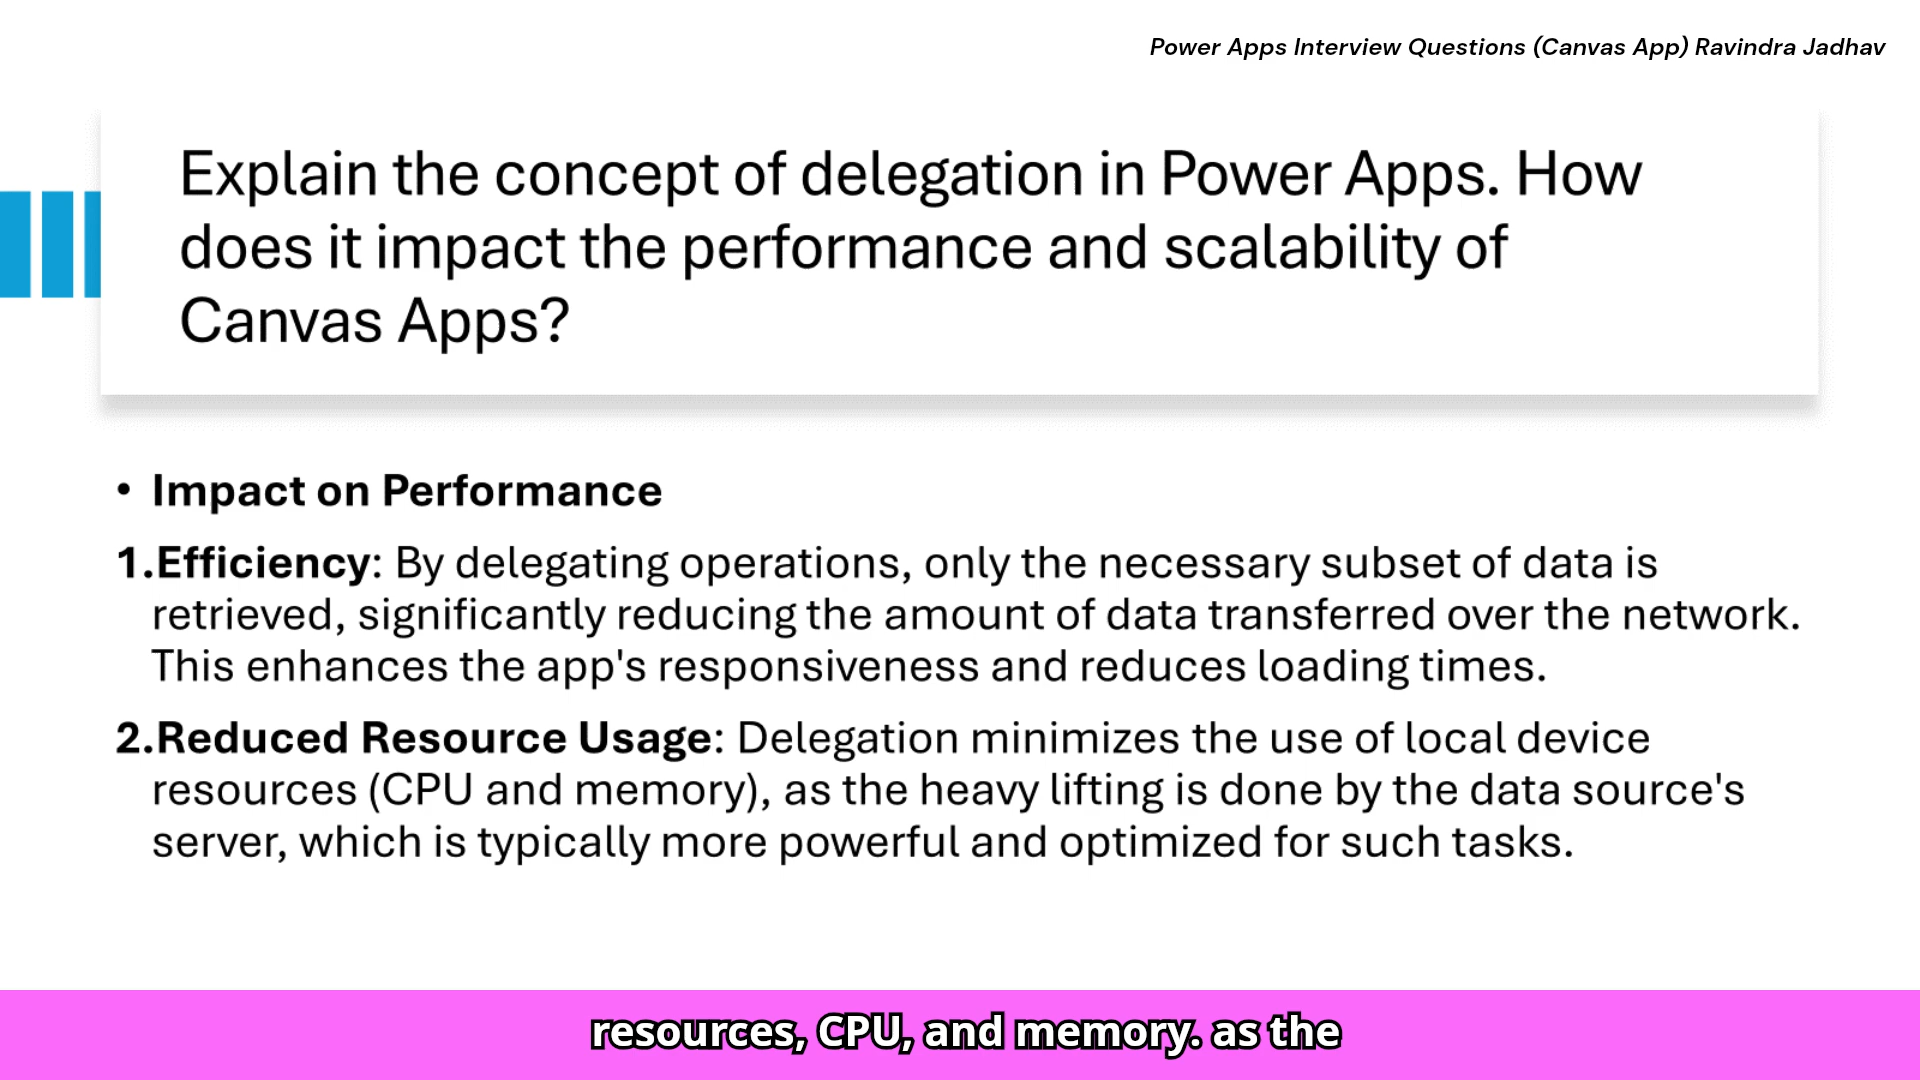 Power Apps Interview Questions (Canvas App) Ravindra Jadhav
Explain the concept of delegation in Power Apps. How
does it impact the performance and scalability of
Canvas Apps?
• Impact on Performance
1.Efficiency: By delegating operations, only the necessary subset of data is
retrieved, significantly reducing the amount of data transferred over the network.
This enhances the app's responsiveness and reduces loading times.
2.Reduced Resource Usage: Delegation minimizes the use of local device
resources (CPU and memory), as the heavy lifting is done by the data source's
server, which is typically more powerful and optimized for such tasks.
resources, CPU, and memory. as the